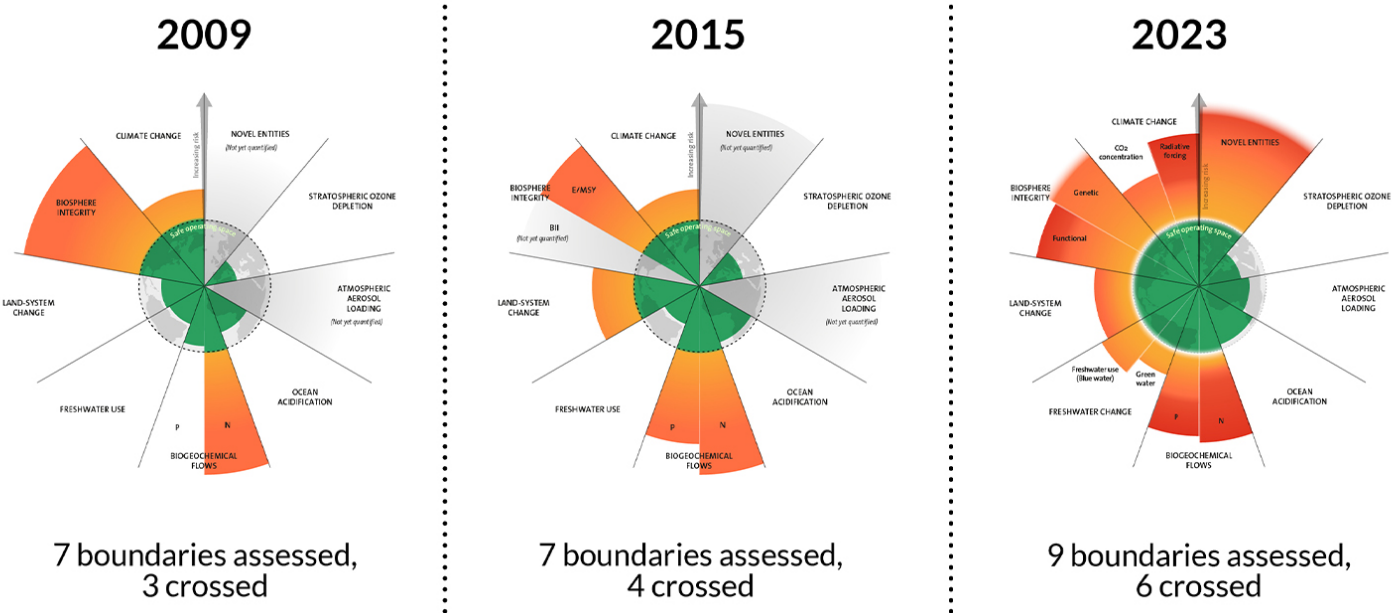 2009
CLIMATE CHANGE
Increasing risk
NOVEL ENTITIES
(Not yet quantified)
STRATOSPHERIC OZONE
DEPLETION
BIOSPHERE
INTEGRITY
Safe operating space
LAND-SYSTEM
CHANGE
ATMOSPHERIC
AEROSOL
LOADING
(Not yet quantified)
FRESHWATER USE
OCEAN
ACIDIFICATION
P
N
BIOGEOCHEMICAL
FLOWS
7 boundaries assessed,
3 crossed
2015
CLIMATE CHANGE
Increasing risk
NOVEL ENTITIES
(Not yet quantified)
STRATOSPHERIC OZONE
DEPLETION
BIOSPHERE
INTEGRITY
E/MSY
BII
(Not yet quantified)
Safe operating space
LAND-SYSTEM
CHANGE
ATMOSPHERIC
AEROSOL
LOADING
(Not yet quantified)
FRESHWATER USE
OCEAN
ACIDIFICATION
P
N
BIOGEOCHEMICAL
FLOWS
7 boundaries assessed,
4 crossed
2023
CLIMATE CHANGE
CO₂
concentration
Radiative
forcing
Increasing risk
NOVEL ENTITIES
STRATOSPHERIC OZONE
DEPLETION
BIOSPHERE
INTEGRITY
Genetic
Functional
Safe operating space
LAND-SYSTEM
CHANGE
ATMOSPHERIC
AEROSOL
LOADING
Freshwater use
(Blue water)
Green
water
FRESHWATER CHANGE
OCEAN
ACIDIFICATION
P
N
BIOGEOCHEMICAL
FLOWS
9 boundaries assessed,
6 crossed